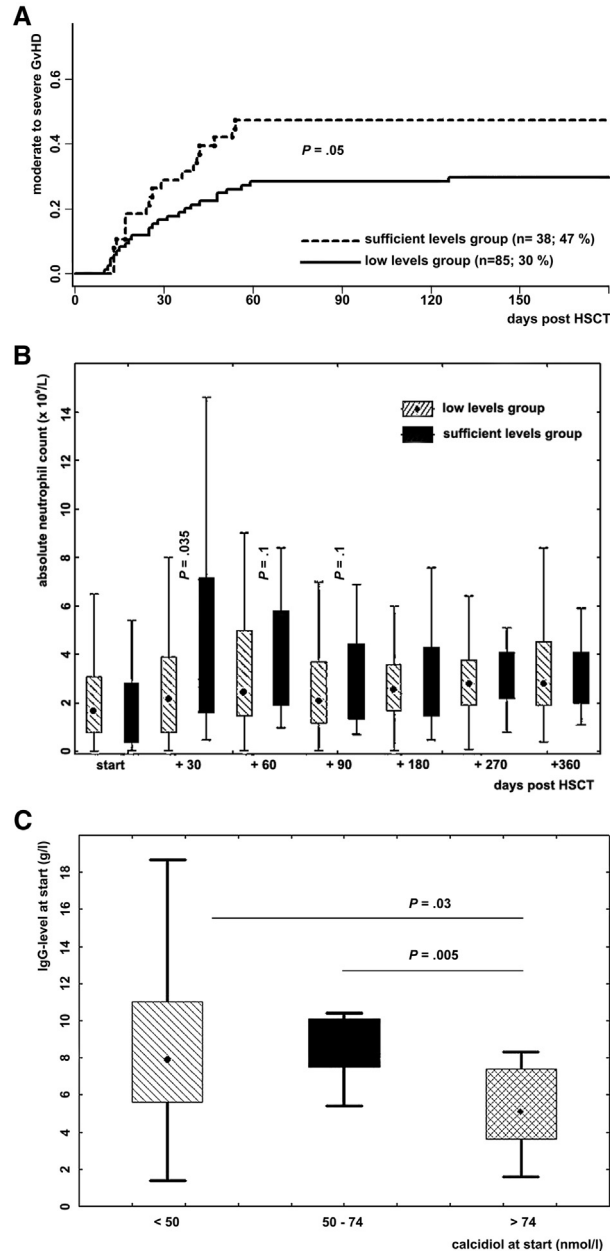 A
moderate to severe GvHD
0.6
0.4
0.2
0.0
P = .05
sufficient levels group (n= 38; 47 %)
low levels group (n=85; 30 %)
0 30 60 90 120 150
days post HSCT
B
absolute neutrophil count (x 10⁹/L)
14
12
10
8
6
4
2
0
low levels group
sufficient levels group
P = .035
P = .1
P = .1
start + 30 + 60 + 90 + 180 + 270 +360
days post HSCT
C
IgG-level at start (g/l)
18
16
14
12
10
8
6
4
2
0
P = .03
P = .005
< 50 50 - 74 > 74
calcidiol at start (nmol/l)